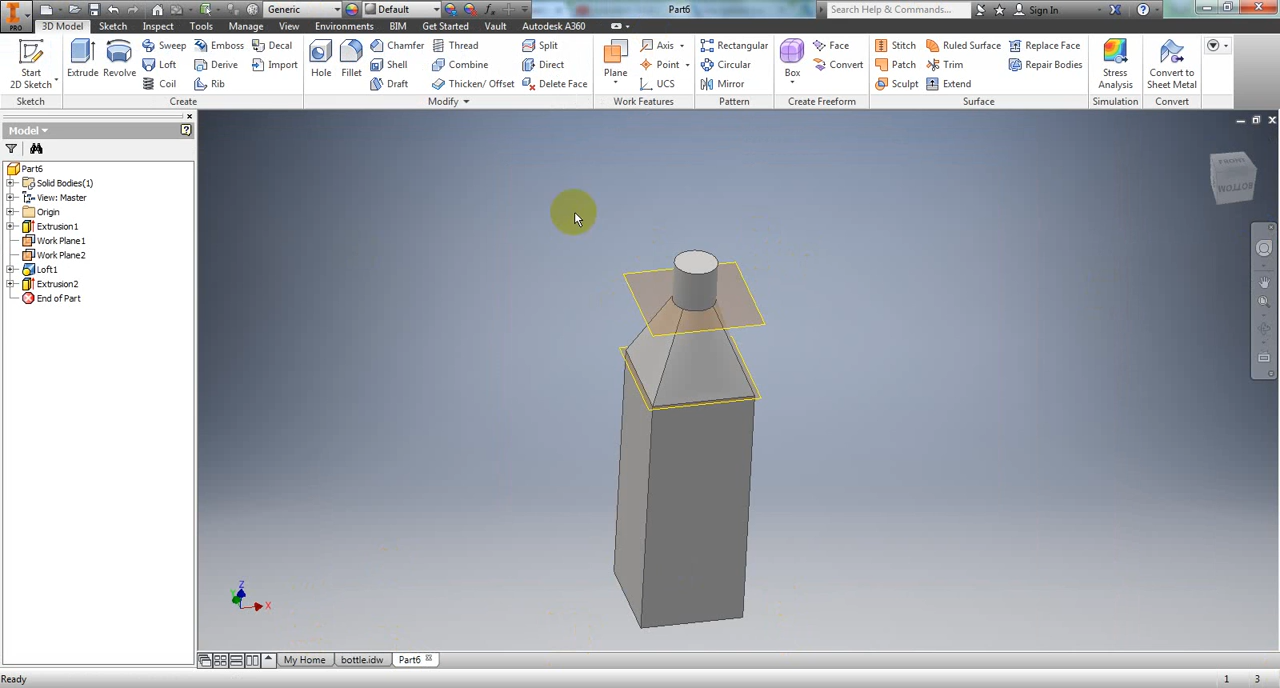 PRO
Generic
Default
Part6
Search Help & Commands...
Sign In
3D Model
Sketch
Inspect
Tools
Manage
View
Environments
BIM
Get Started
Vault
Autodesk A360
Start
2D Sketch
Extrude
Revolve
Sweep
Loft
Coil
Emboss
Derive
Rib
Decal
Import
Hole
Fillet
Chamfer
Shell
Draft
Thread
Combine
Thicken/ Offset
Split
Direct
Delete Face
Plane
Axis
Point
UCS
Rectangular
Circular
Mirror
Box
Face
Convert
Stitch
Patch
Sculpt
Ruled Surface
Trim
Extend
Replace Face
Repair Bodies
Stress
Analysis
Convert to
Sheet Metal
Sketch
Create
Modify
Work Features
Pattern
Create Freeform
Surface
Simulation
Convert
Model
Part6
Solid Bodies(1)
View: Master
Origin
Extrusion1
Work Plane1
Work Plane2
Loft1
Extrusion2
End of Part
BOTTOM
Z
X
My Home
bottle.idw
Part6
Ready
1
3